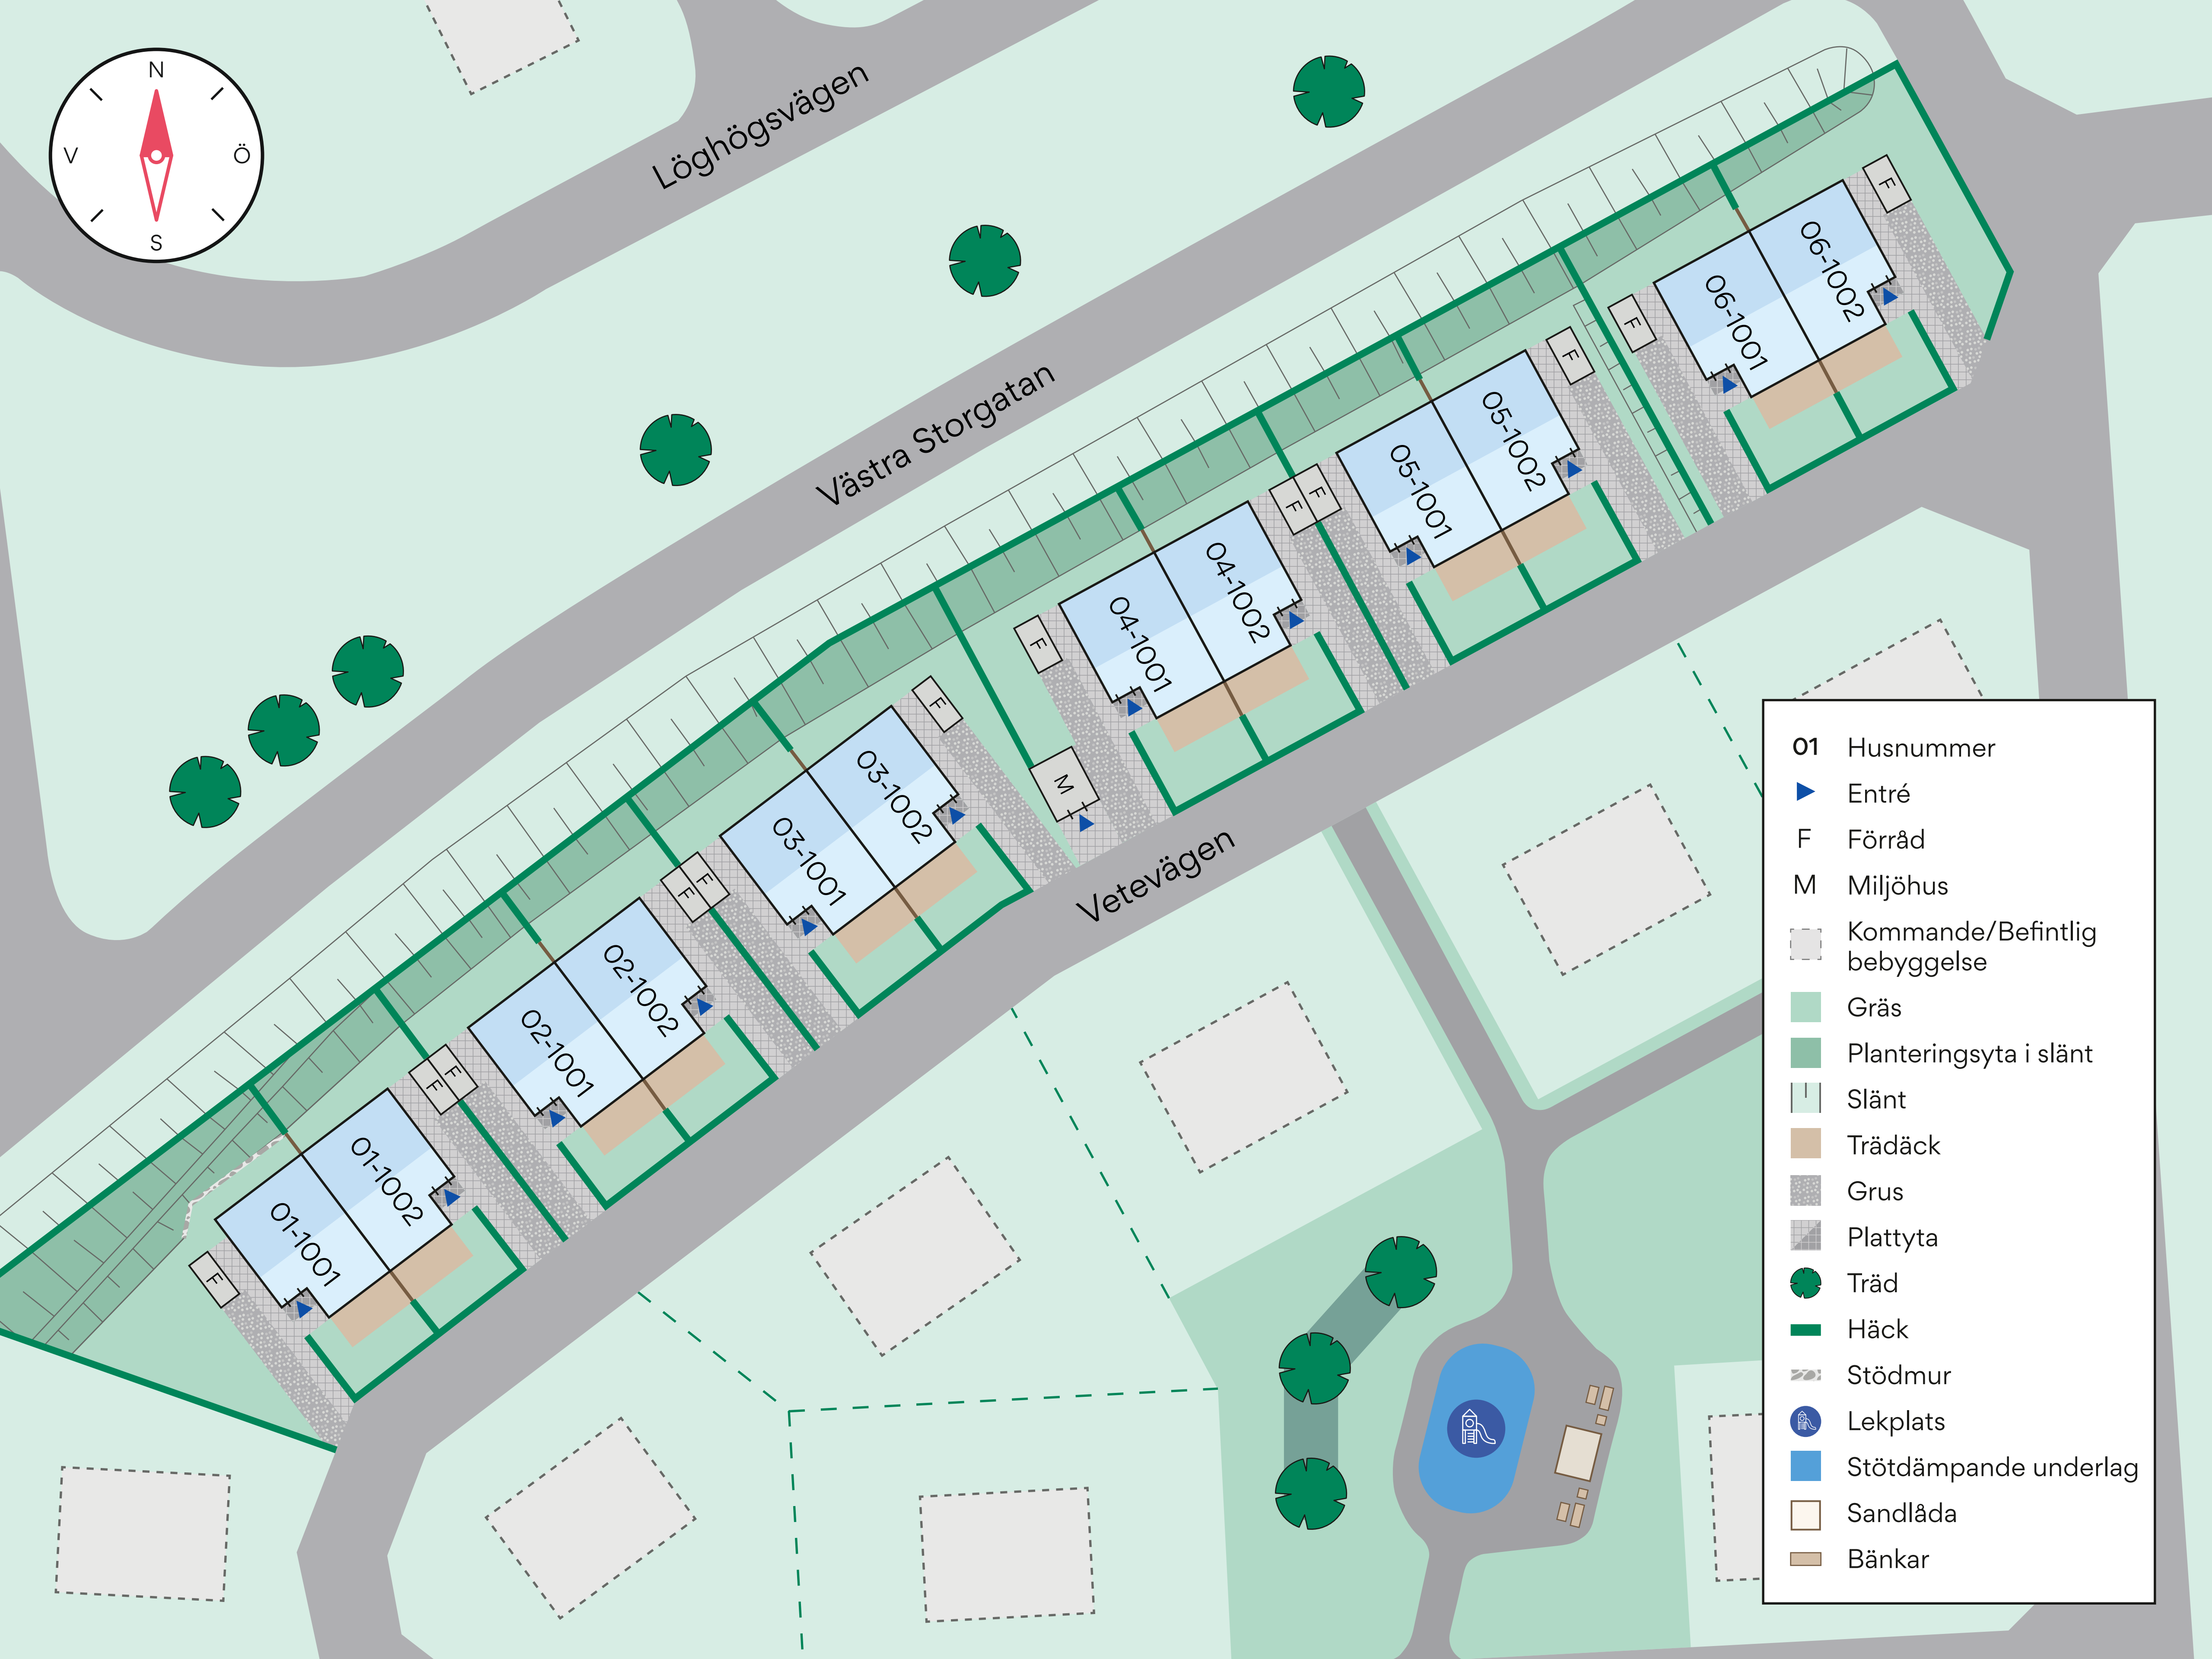 N
V
Ö
S
Löghögsvägen
Västra Storgatan
Vetevägen
F
06-1002
F
06-1001
F
05-1002
05-1001
F
F
04-1002
04-1001
F
M
F
03-1002
03-1001
F
F
02-1002
02-1001
F
F
01-1002
01-1001
F
01 Husnummer
Entré
F Förråd
M Miljöhus
Kommande/Befintlig
bebyggelse
Gräs
Planteringsyta i slänt
Slänt
Trädäck
Grus
Plattyta
Träd
Häck
Stödmur
Lekplats
Stötdämpande underlag
Sandlåda
Bänkar